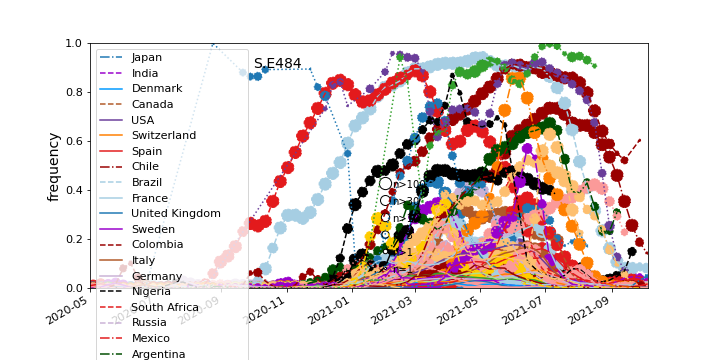 S.E484
frequency
1.0
0.8
0.6
0.4
0.2
0.0
2020-05
2020-09
2020-11
2021-01
2021-03
2021-05
2021-07
2021-09
Japan
India
Denmark
Canada
USA
Switzerland
Spain
Chile
Brazil
France
United Kingdom
Sweden
Colombia
Italy
Germany
Nigeria
South Africa
Russia
Mexico
Argentina
n>100